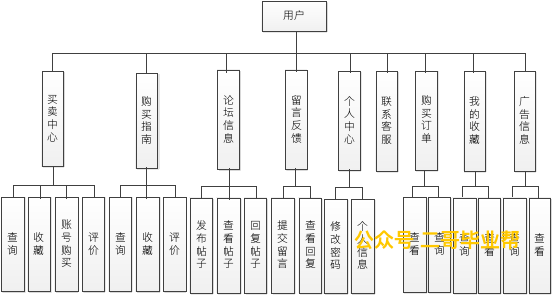 用户
买卖中心
购买指南
论坛信息
留言反馈
个人中心
联系客服
购买订单
我的收藏
广告信息
查询
收藏
账号购买
评价
查询
收藏
评价
发布帖子
查看帖子
回复帖子
提交留言
查看回复
修改密码
个人信息
查看
查询
查询
查看
查询
查看
公众号 二哥毕业帮